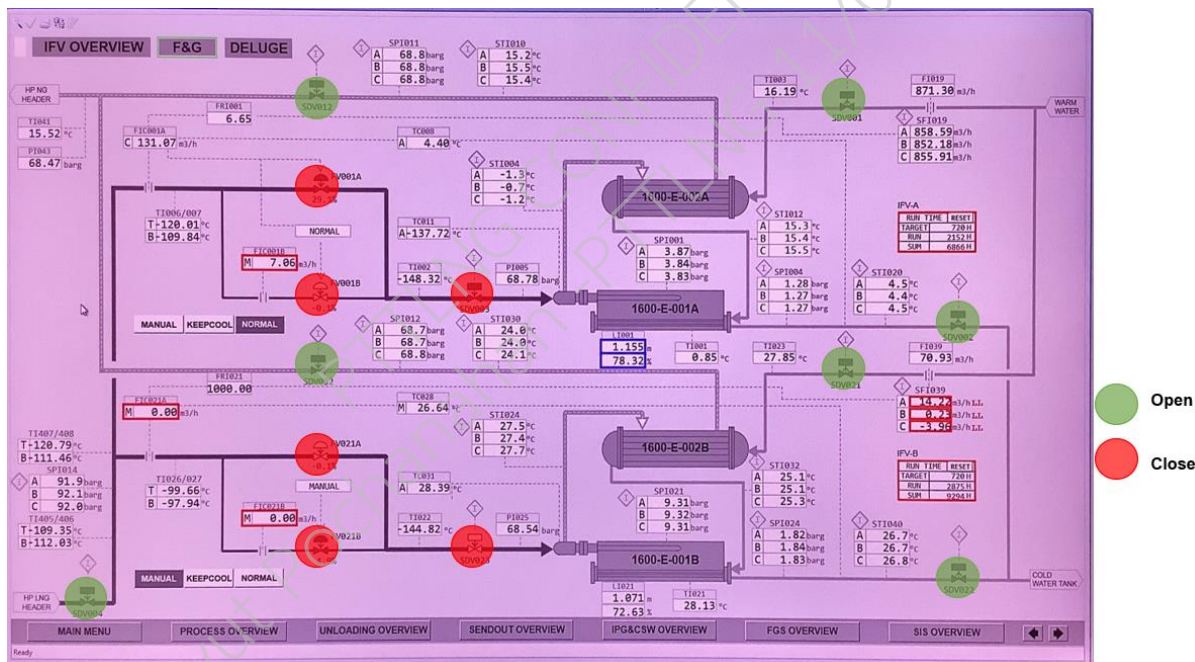 IFV OVERVIEW F&G DELUGE
SPI011
A 68.8 barg
B 68.8 barg
C 68.8 barg
STI010
A 15.2 °C
B 15.5 °C
C 15.4 °C
SDV012
HP NG HEADER
TI041
15.52 °C
PI043
68.47 barg
FRI001
6.65
FIC001A
C 131.07 m3/h
TC008
A 4.40 °C
TI003
16.19 °C
SDV001
FI019
871.30 m3/h
WARM WATER
SFI019
A 858.59 m3/h
B 852.18 m3/h
C 855.91 m3/h
STI004
A -1.3 °C
B -0.7 °C
C -1.2 °C
FV001A
1600-E-002A
TI006/007
T -120.01 °C
B -109.84 °C
NORMAL
TC011
A -137.72 °C
STI012
A 15.3 °C
B 15.4 °C
C 15.5 °C
IFV-A
RUN TIME RESET
TARGET 720 H
RUN 2152 H
SUM 6866 H
FIC001B
M 7.06 m3/h
FV001B
-0.1%
TI002
-148.32 °C
SDV003
PI005
68.78 barg
SPI001
A 3.87 barg
B 3.84 barg
C 3.83 barg
SPI004
A 1.28 barg
B 1.27 barg
C 1.27 barg
STI020
A 4.5 °C
B 4.4 °C
C 4.5 °C
SDV002
1600-E-001A
MANUAL KEEPCOOL NORMAL
SPI012
A 68.7 barg
B 68.7 barg
C 68.8 barg
STI030
A 24.0 °C
B 24.0 °C
C 24.1 °C
LI001
1.155 m
78.32 %
TI001
0.85 °C
TI023
27.85 °C
SDV021
FI039
70.93 m3/h
FRI021
1000.00
FIC021A
M 0.00 m3/h
TC028
M 26.64 °C
SFI039
A 14.22 m3/h LL
B 0.23 m3/h LL
C -3.96 m3/h LL
Open
Close
TI407/408
T -120.79 °C
B -111.46 °C
SPI014
A 91.9 barg
B 92.1 barg
C 92.0 barg
TI405/406
T -109.35 °C
B -112.03 °C
STI024
A 27.5 °C
B 27.4 °C
C 27.7 °C
FV021A
-0.1%
1600-E-002B
TI026/027
T -99.66 °C
B -97.94 °C
MANUAL
TC031
A 28.39 °C
STI032
A 25.1 °C
B 25.1 °C
C 25.3 °C
IFV-B
RUN TIME RESET
TARGET 720 H
RUN 2875 H
SUM 9294 H
FIC021B
M 0.00 m3/h
FV021B
TI022
-144.82 °C
SDV023
PI025
68.54 barg
SPI021
A 9.31 barg
B 9.32 barg
C 9.31 barg
SPI024
A 1.82 barg
B 1.84 barg
C 1.83 barg
STI040
A 26.7 °C
B 26.7 °C
C 26.8 °C
SDV022
1600-E-001B
MANUAL KEEPCOOL NORMAL
LI021
1.071 m
72.63 %
TI021
28.13 °C
COLD WATER TANK
HP LNG HEADER
SDV004
MAIN MENU PROCESS OVERVIEW UNLOADING OVERVIEW SENDOUT OVERVIEW IPG&CSW OVERVIEW FGS OVERVIEW SIS OVERVIEW
Ready